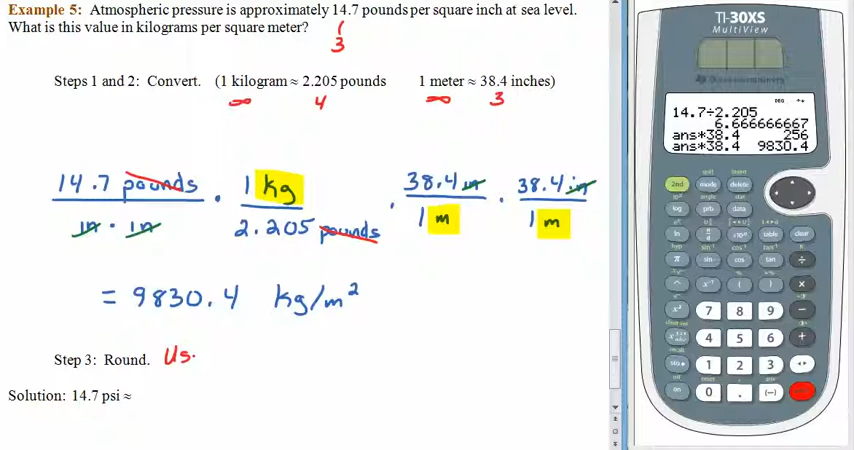 Example 5: Atmospheric pressure is approximately 14.7 pounds per square inch at sea level.
What is this value in kilograms per square meter?
3
Steps 1 and 2: Convert. (1 kilogram ≈ 2.205 pounds 1 meter ≈ 38.4 inches)
∞ 4 ∞ 3
14.7 pounds / in · in · 1 kg / 2.205 pounds · 38.4 in / 1 m · 38.4 in / 1 m
= 9830.4 kg/m²
Step 3: Round. Us
Solution: 14.7 psi ≈
TI-30XS
MultiView
DEG
14.7÷2.205
6.666666667
ans*38.4 256
ans*38.4 9830.4
2nd mode delete
log prb data
ln table clear
π sin cos tan
^ x⁻¹ ( ) ×
x² 7 8 9 −
4 5 6 +
sto 1 2 3
on 0 . (−)